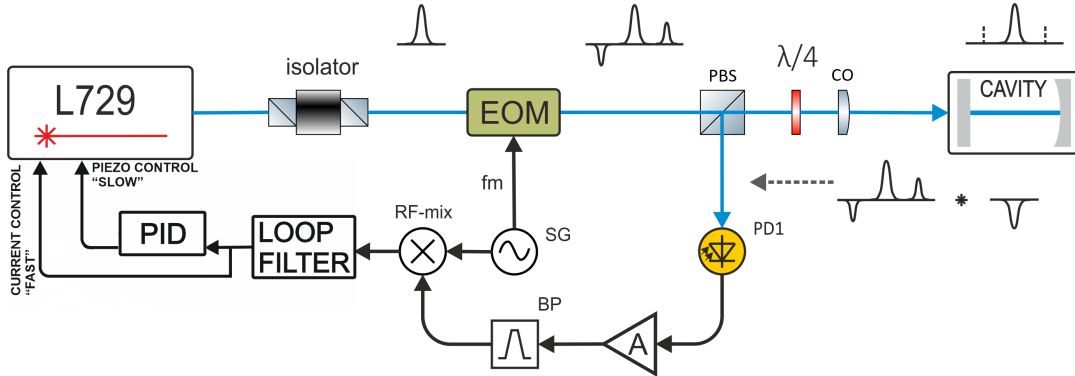 L729
isolator
EOM
PBS
λ/4
CO
CAVITY
PIEZO CONTROL
“SLOW”
CURRENT CONTROL
“FAST”
fm
PID
LOOP
FILTER
RF-mix
SG
PD1
BP
A
*